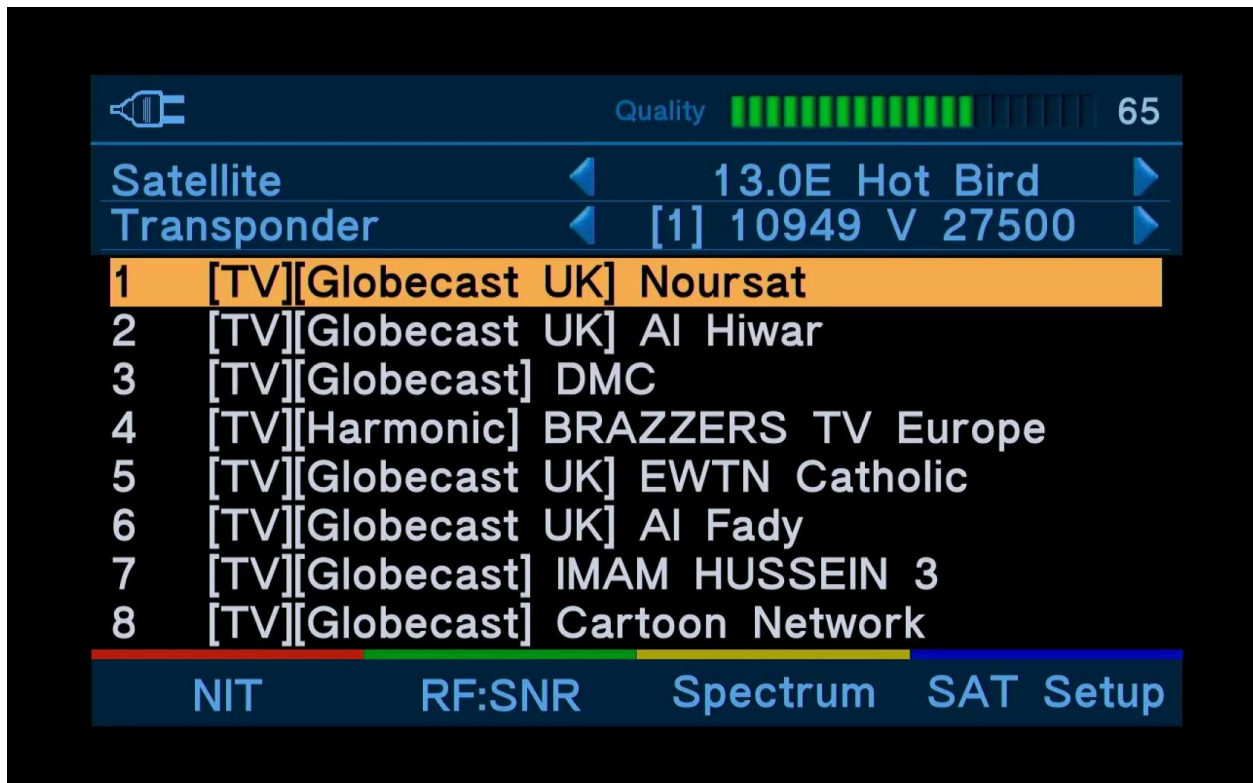 Quality 65
Satellite 13.0E Hot Bird
Transponder [1] 10949 V 27500
1 [TV][Globecast UK] Noursat
2 [TV][Globecast UK] Al Hiwar
3 [TV][Globecast] DMC
4 [TV][Harmonic] BRAZZERS TV Europe
5 [TV][Globecast UK] EWTN Catholic
6 [TV][Globecast UK] Al Fady
7 [TV][Globecast] IMAM HUSSEIN 3
8 [TV][Globecast] Cartoon Network
NIT RF:SNR Spectrum SAT Setup